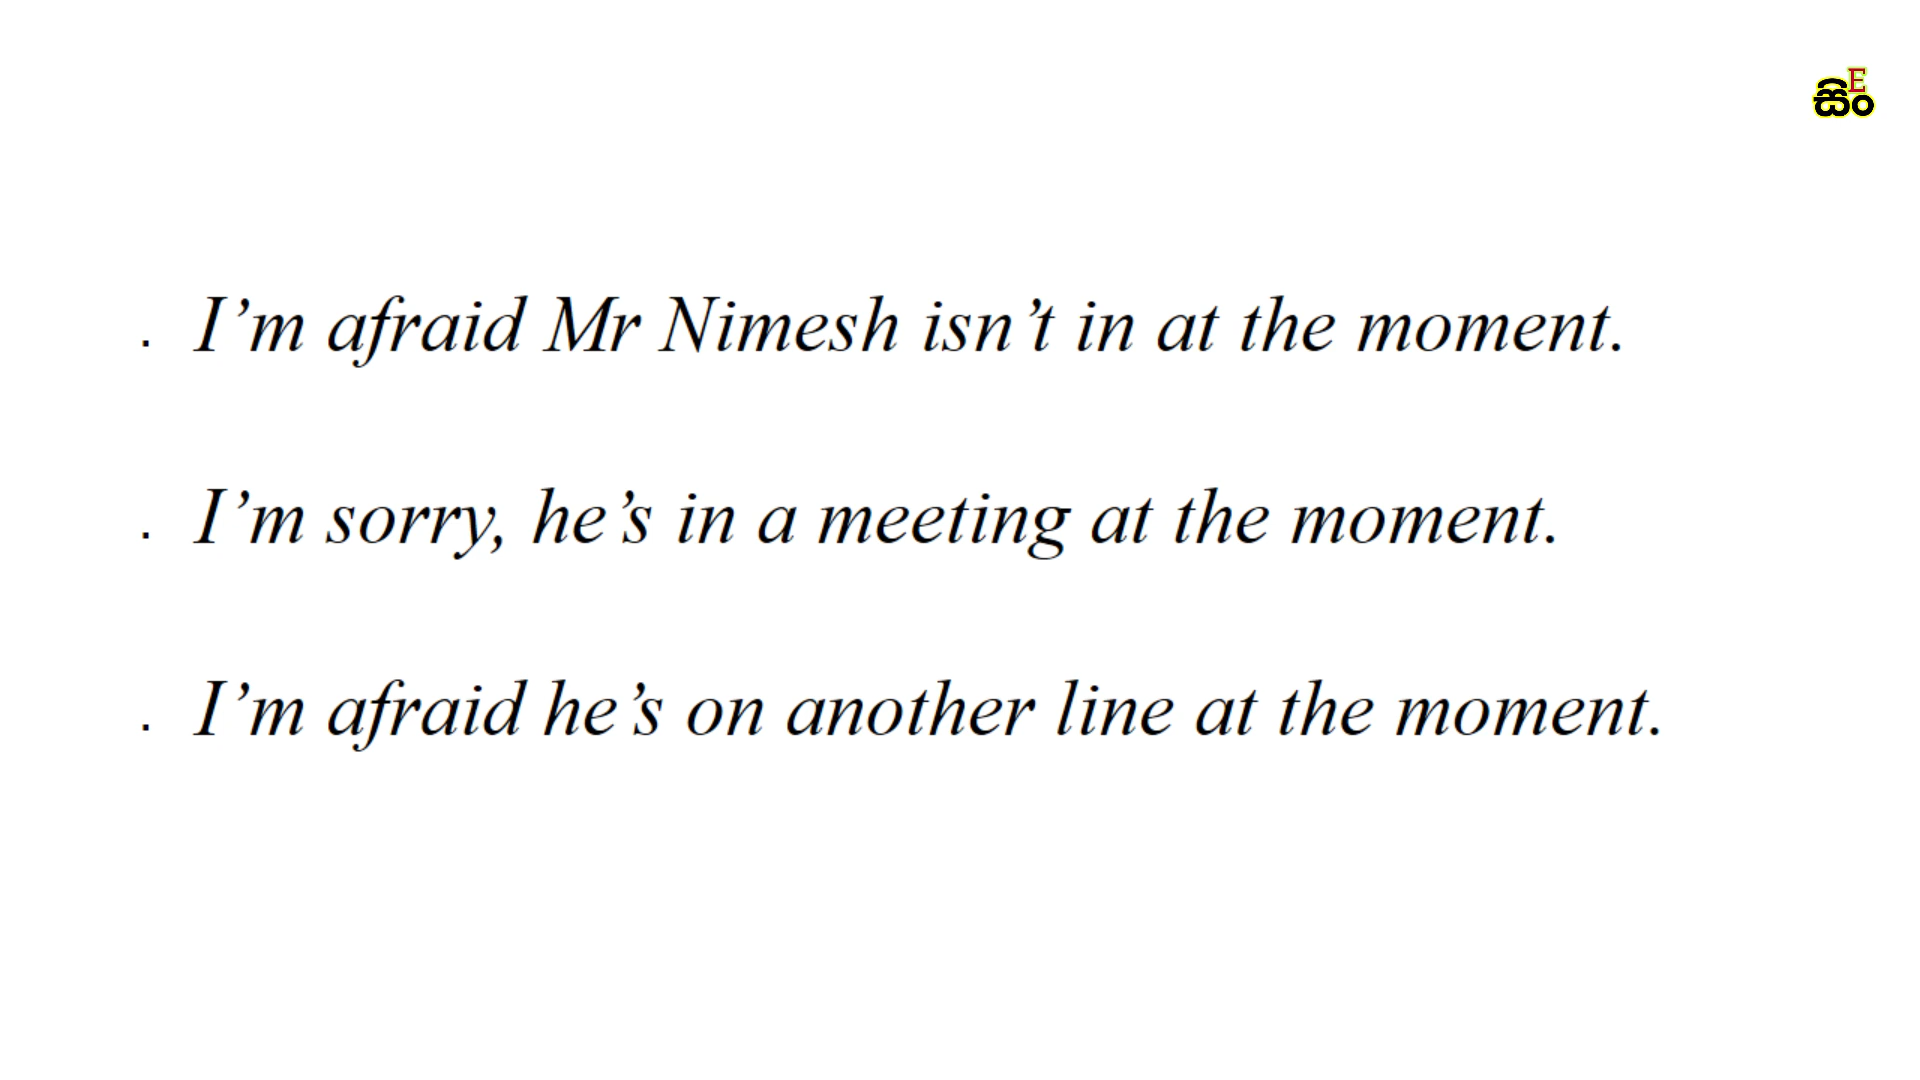 සිංE
. I’m afraid Mr Nimesh isn’t in at the moment.
. I’m sorry, he’s in a meeting at the moment.
. I’m afraid he’s on another line at the moment.